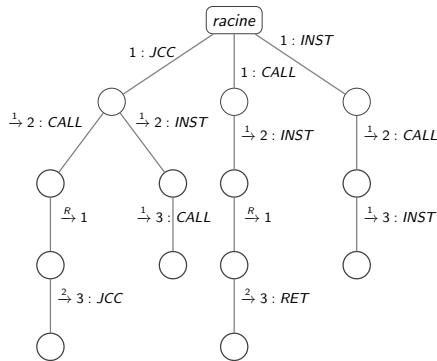 racine
1 : JCC
1 : CALL
1 : INST
1→ 2 : CALL
1→ 2 : INST
1→ 2 : INST
1→ 2 : CALL
R→ 1
1→ 3 : CALL
R→ 1
1→ 3 : INST
2→ 3 : JCC
2→ 3 : RET